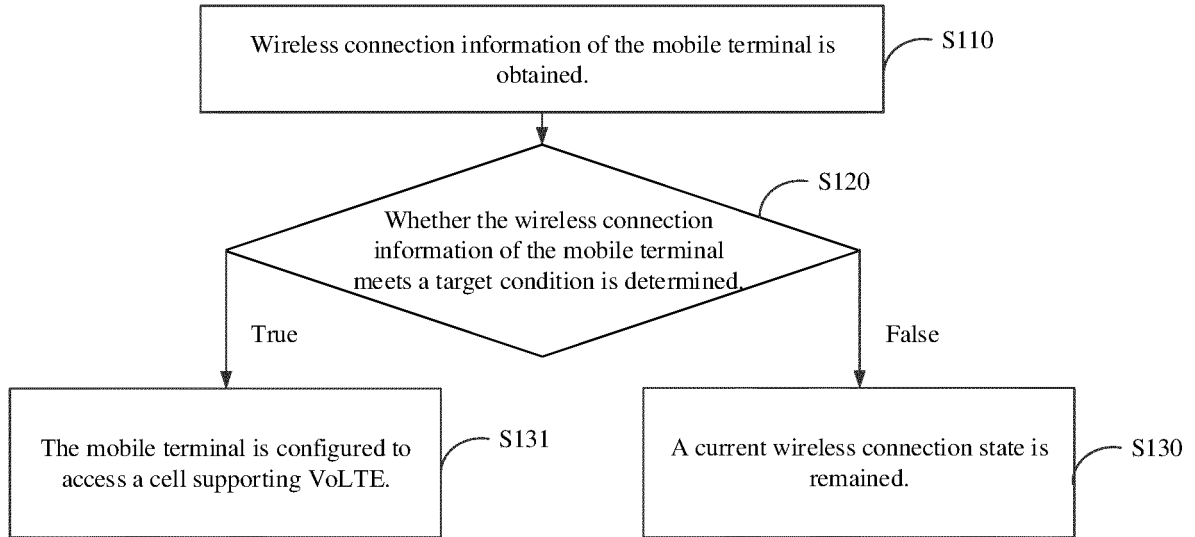 Wireless connection information of the mobile terminal is
obtained.
S110
Whether the wireless connection
information of the mobile terminal
meets a target condition is determined.
S120
True
False
The mobile terminal is configured to
access a cell supporting VoLTE.
S131
A current wireless connection state is
remained.
S130